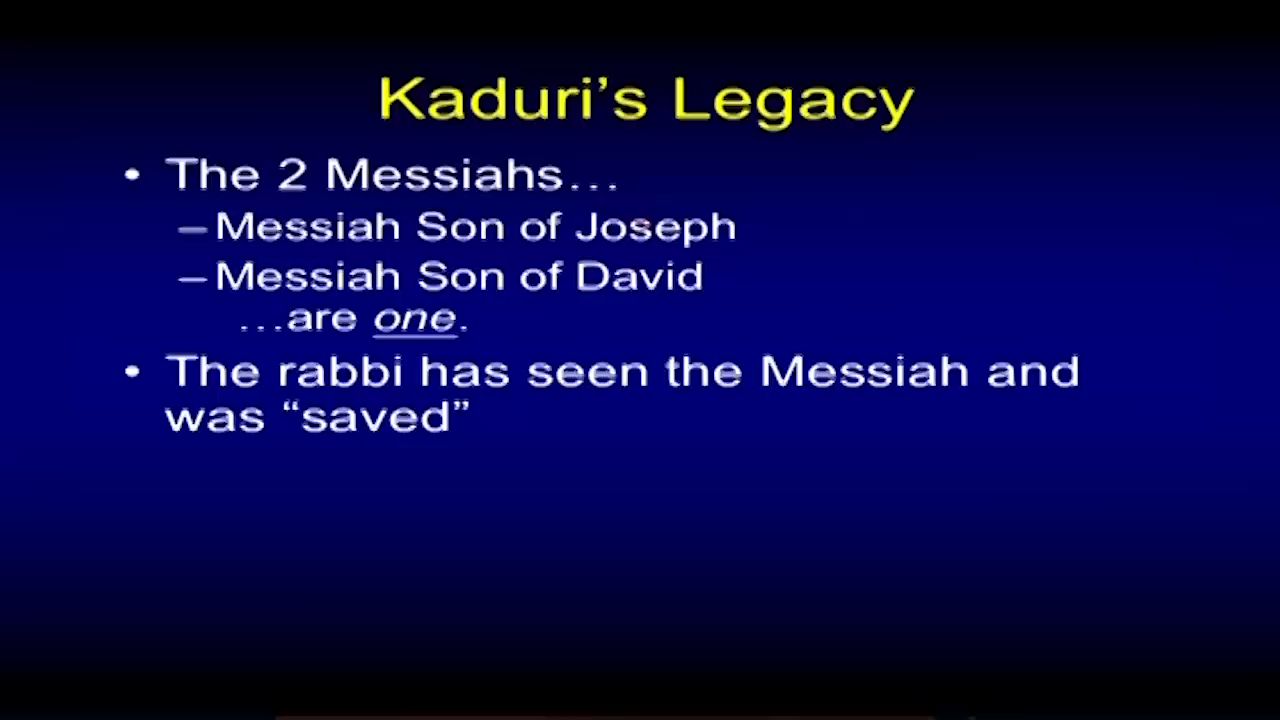 Kaduri’s Legacy
• The 2 Messiahs…
– Messiah Son of Joseph
– Messiah Son of David
…are one.
• The rabbi has seen the Messiah and
was “saved”